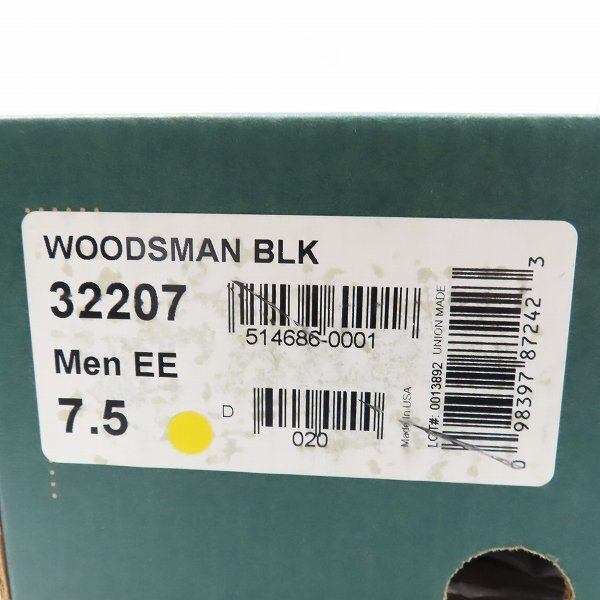 WOODSMAN BLK
32207
514686-0001
Men EE
7.5
D
020
Made In USA
LOT#: 0013892 UNION MADE
0 98397 87242 3